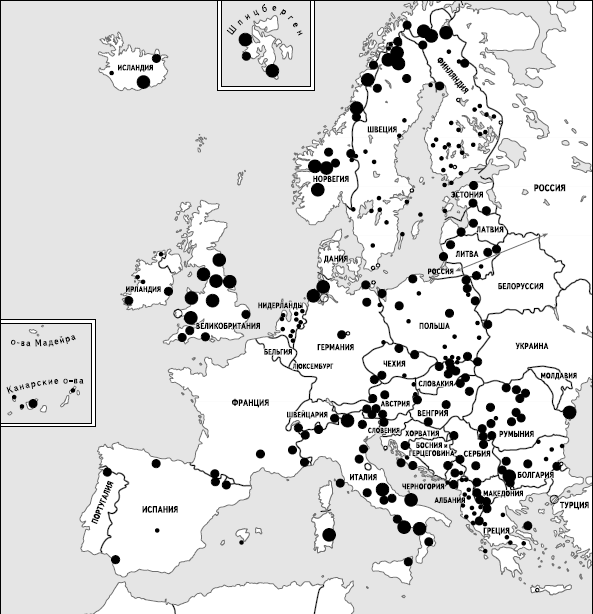 Шпицберген
ИСЛАНДИЯ
ФИНЛЯНДИЯ
ШВЕЦИЯ
НОРВЕГИЯ
РОССИЯ
ЭСТОНИЯ
ЛАТВИЯ
ДАНИЯ
ЛИТВА
РОССИЯ
БЕЛОРУССИЯ
ИРЛАНДИЯ
НИДЕРЛАНДЫ
ВЕЛИКОБРИТАНИЯ
ПОЛЬША
о-ва Мадейра
ГЕРМАНИЯ
УКРАИНА
БЕЛЬГИЯ
ЛЮКСЕМБУРГ
ЧЕХИЯ
МОЛДАВИЯ
Канарские о-ва
СЛОВАКИЯ
ФРАНЦИЯ
АВСТРИЯ
ШВЕЙЦАРИЯ
ВЕНГРИЯ
СЛОВЕНИЯ
ХОРВАТИЯ
РУМЫНИЯ
БОСНИЯ и
ГЕРЦЕГОВИНА
СЕРБИЯ
ИТАЛИЯ
БОЛГАРИЯ
ЧЕРНОГОРИЯ
МАКЕДОНИЯ
АЛБАНИЯ
ПОРТУГАЛИЯ
ИСПАНИЯ
ТУРЦИЯ
ГРЕЦИЯ